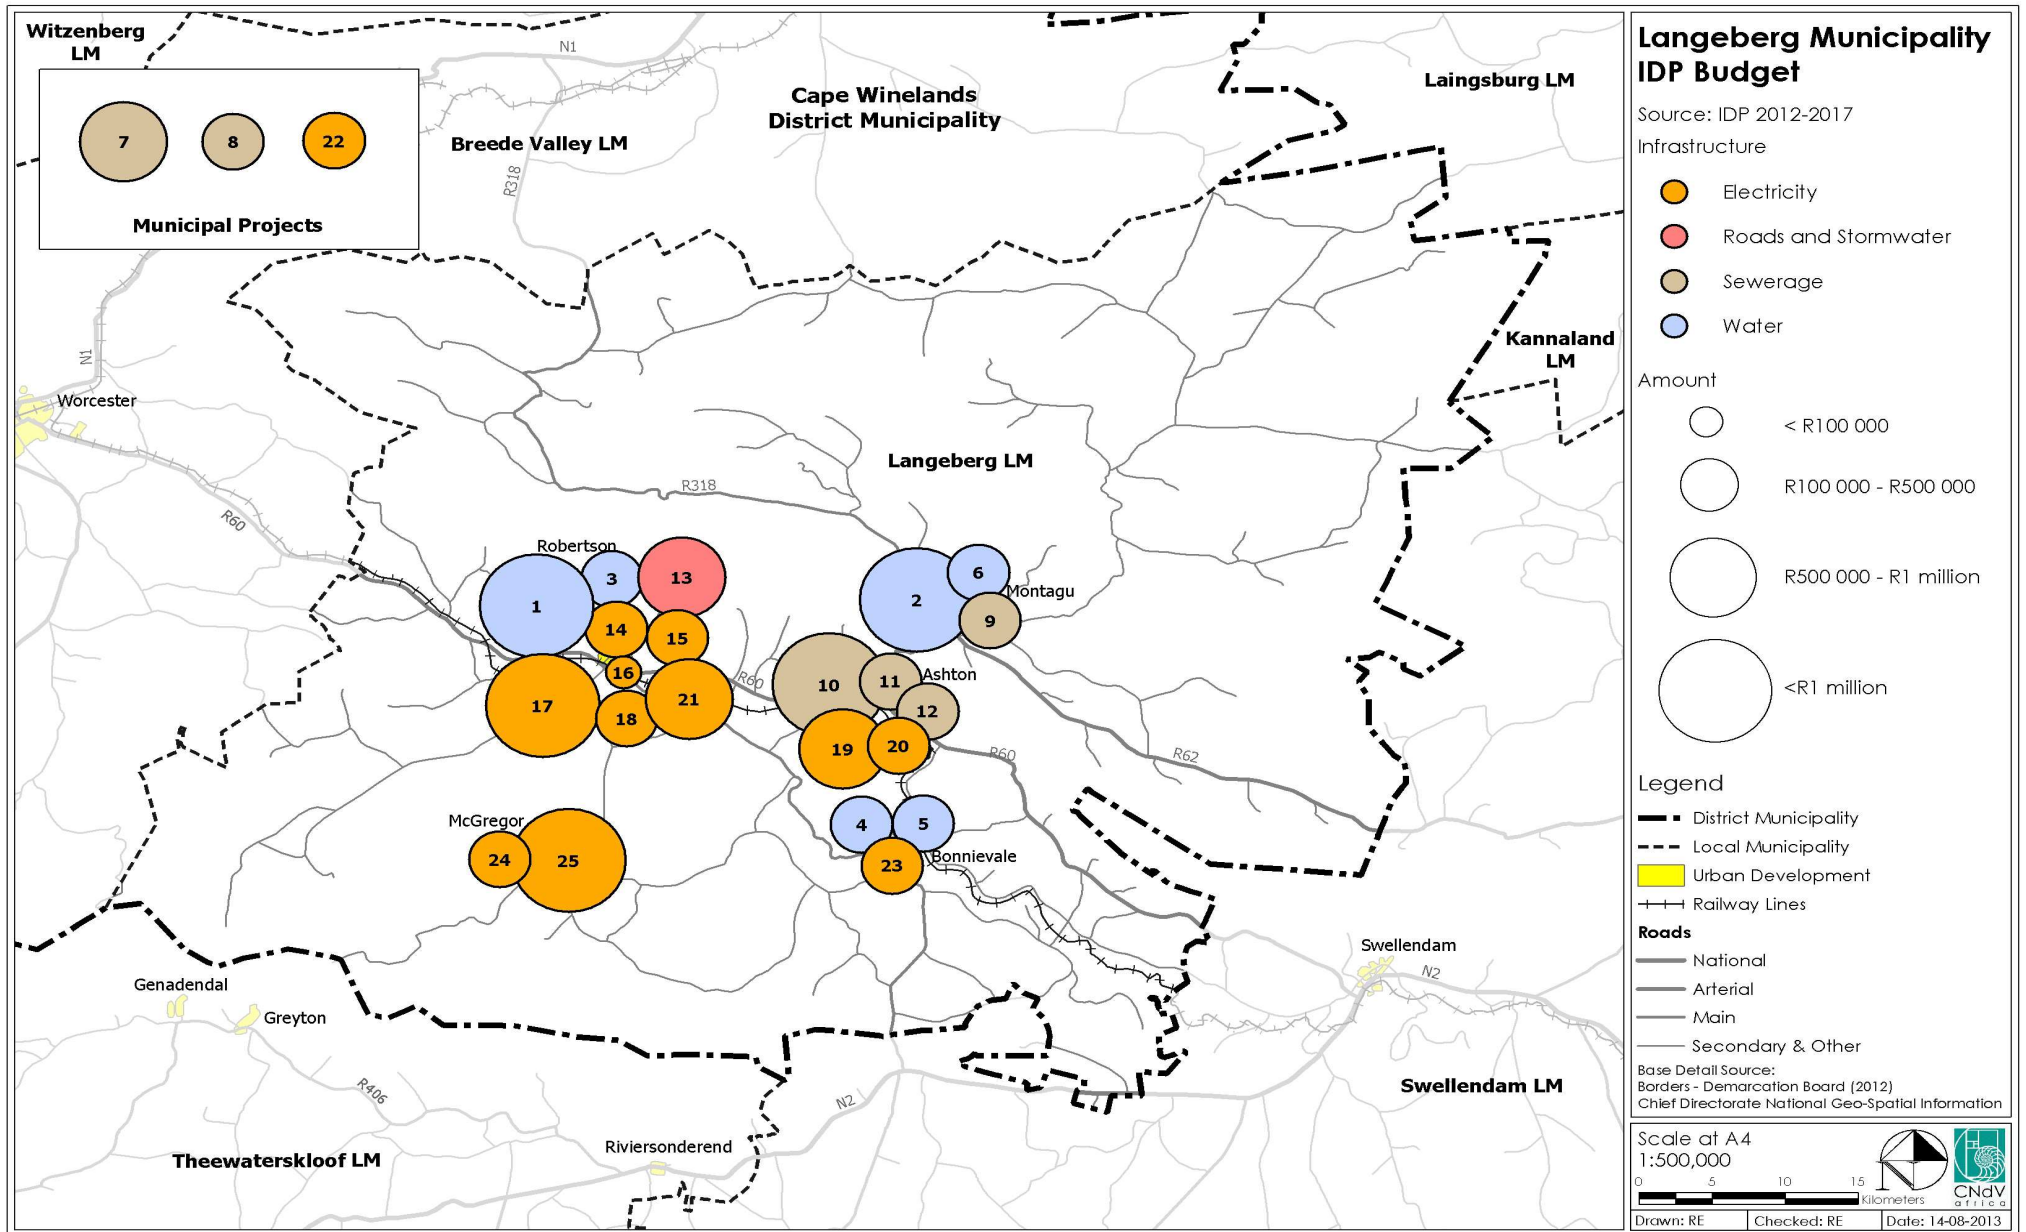 Witzenberg
LM
7
8
22
Municipal Projects
N1
Breede Valley LM
R318
Cape Winelands
District Municipality
Laingsburg LM
Kannaland
LM
N1
Worcester
R60
Langeberg LM
R318
Robertson
1
3
13
14
15
16
17
18
21
R60
2
6
Montagu
9
10
11
Ashton
12
19
20
R60
R62
4
5
23
Bonnievale
McGregor
24
25
Genadendal
Greyton
Swellendam
N2
R406
N2
Riviersonderend
Theewaterskloof LM
Swellendam LM
Langeberg Municipality
IDP Budget
Source: IDP 2012-2017
Infrastructure
Electricity
Roads and Stormwater
Sewerage
Water
Amount
< R100 000
R100 000 - R500 000
R500 000 - R1 million
<R1 million
Legend
District Municipality
Local Municipality
Urban Development
Railway Lines
Roads
National
Arterial
Main
Secondary & Other
Base Detail Source:
Borders - Demarcation Board (2012)
Chief Directorate National Geo-Spatial Information
Scale at A4
1:500,000
0 5 10 15
Kilometers
N
CNdV
africa
Drawn: RE Checked: RE Date: 14-08-2013